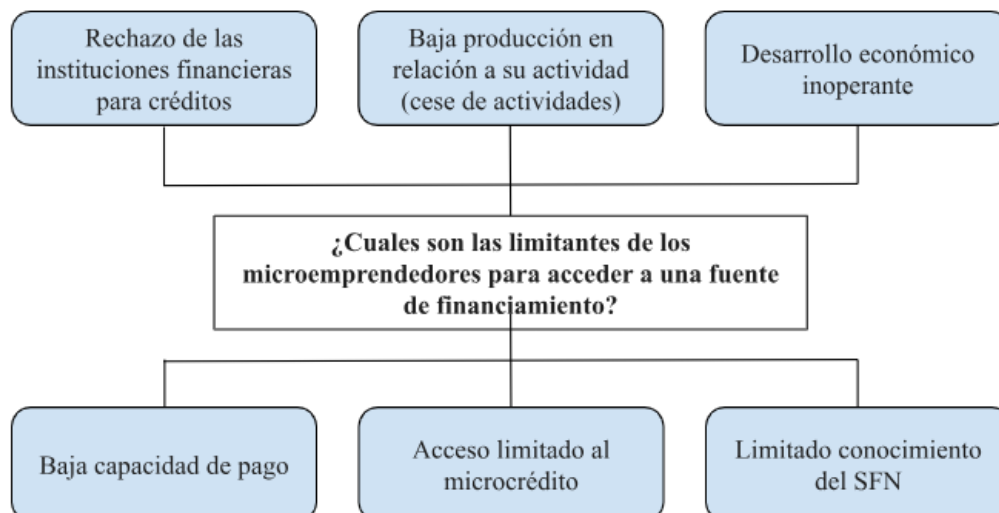 Rechazo de las
instituciones financieras
para créditos
Baja producción en
relación a su actividad
(cese de actividades)
Desarrollo económico
inoperante
¿Cuales son las limitantes de los
microemprendedores para acceder a una fuente
de financiamiento?
Baja capacidad de pago
Acceso limitado al
microcrédito
Limitado conocimiento
del SFN